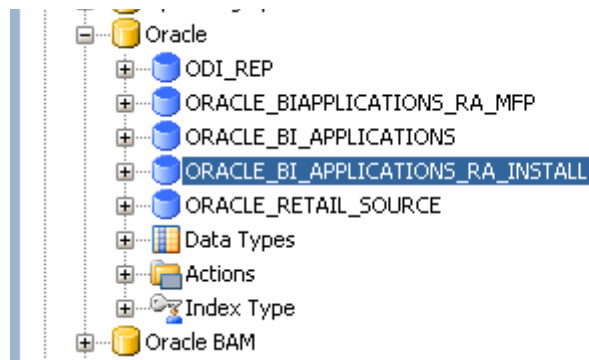 Oracle
ODI_REP
ORACLE_BIAPPLICATIONS_RA_MFP
ORACLE_BI_APPLICATIONS
ORACLE_BI_APPLICATIONS_RA_INSTALL
ORACLE_RETAIL_SOURCE
Data Types
Actions
Index Type
Oracle BAM